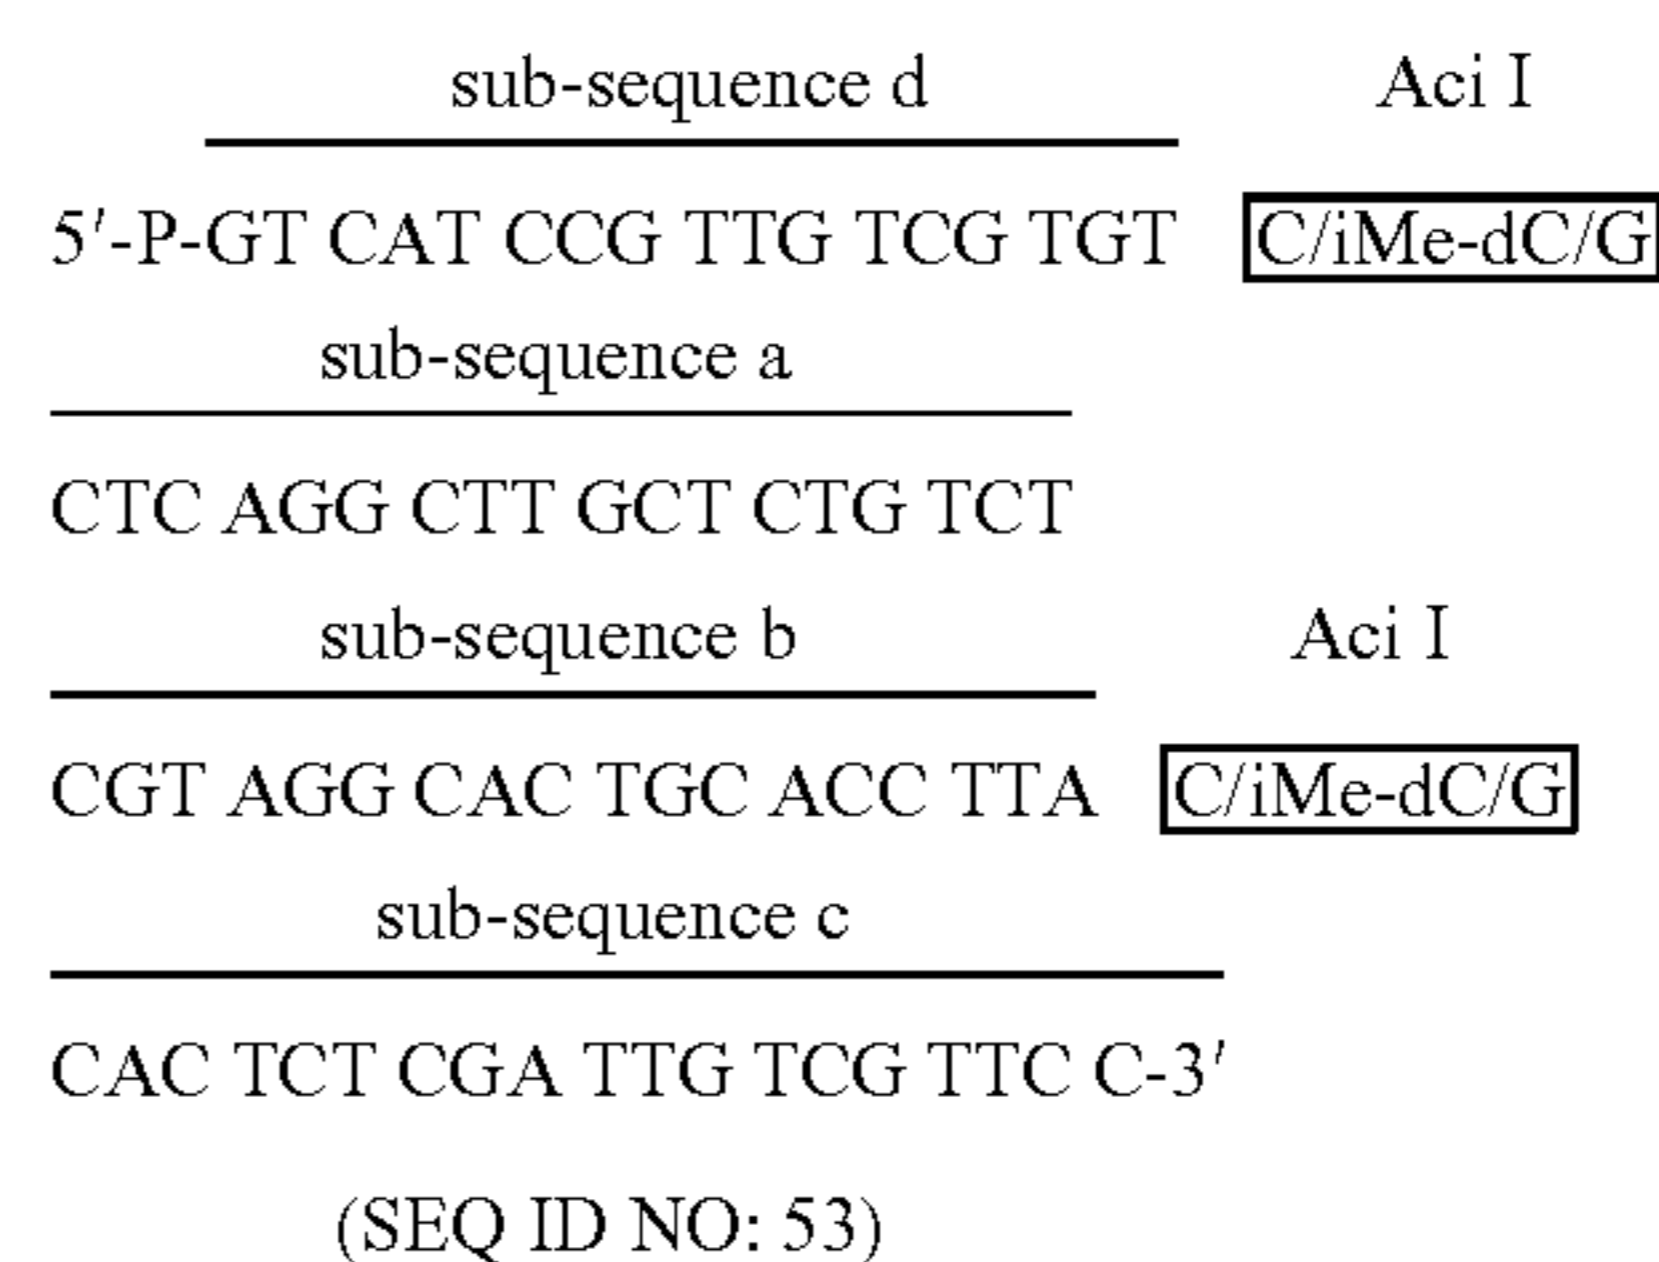 sub-sequence d Aci I
5′-P-GT CAT CCG TTG TCG TGT C/iMe-dC/G
sub-sequence a
CTC AGG CTT GCT CTG TCT
sub-sequence b Aci I
CGT AGG CAC TGC ACC TTA C/iMe-dC/G
sub-sequence c
CAC TCT CGA TTG TCG TTC C-3′
(SEQ ID NO: 53)